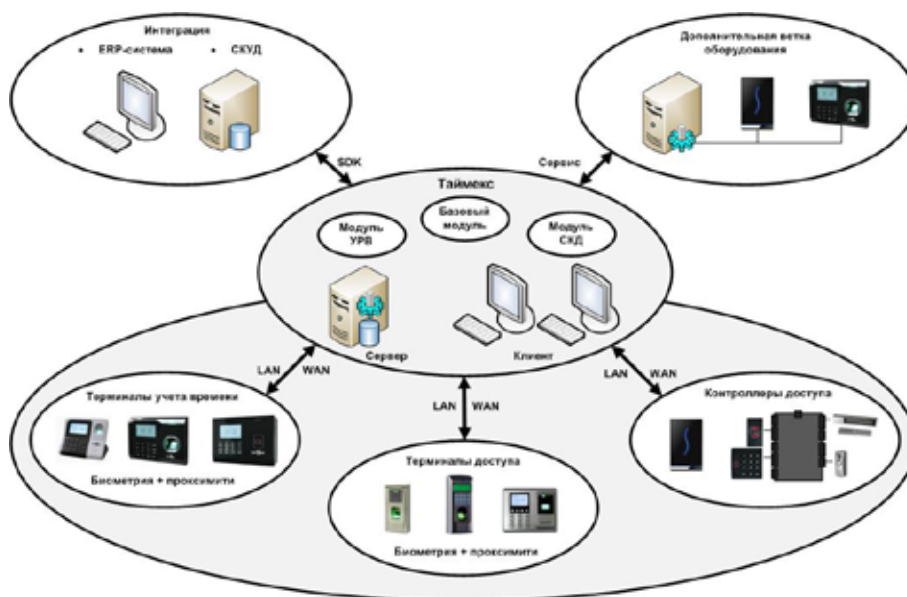 Интеграция
• ERP-система • СКУД
Дополнительная ветка
оборудования
SDK
Сервис
Таймекс
Базовый
модуль
Модуль
УРВ
Модуль
СКД
Сервер
Клиент
LAN WAN
LAN WAN
LAN WAN
Терминалы учета времени
Биометрия + проксимити
Терминалы доступа
Биометрия + проксимити
Контроллеры доступа